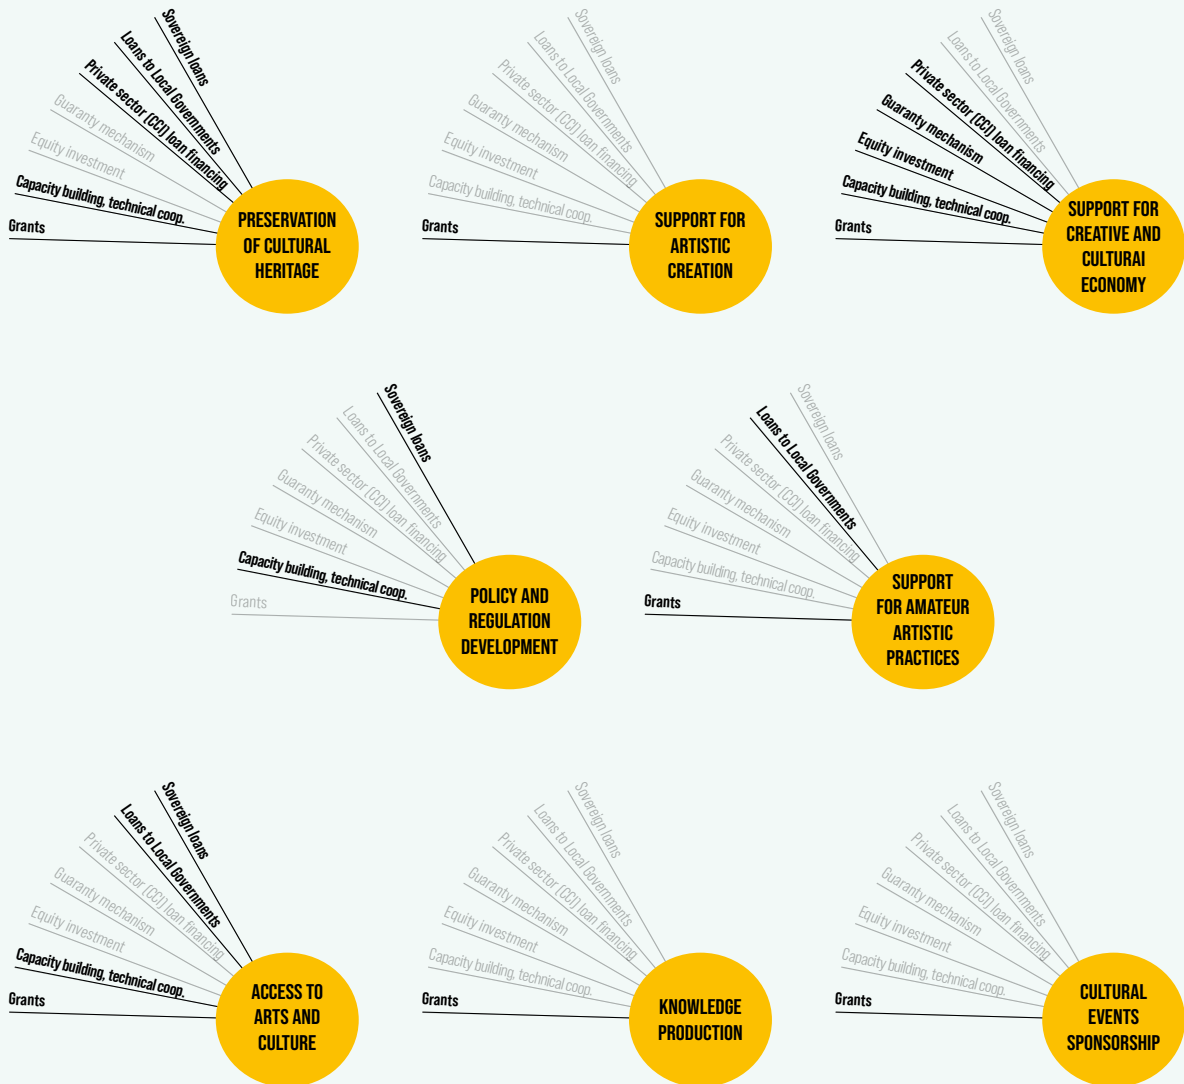 Sovereign loans
Loans to Local Governments
Private sector (CCI) loan financing
Guaranty mechanism
Equity investment
Capacity building, technical coop.
Grants
PRESERVATION
OF CULTURAL
HERITAGE
Sovereign loans
Loans to Local Governments
Private sector (CCI) loan financing
Guaranty mechanism
Equity investment
Capacity building, technical coop.
Grants
SUPPORT FOR
ARTISTIC
CREATION
Sovereign loans
Loans to Local Governments
Private sector (CCI) loan financing
Guaranty mechanism
Equity investment
Capacity building, technical coop.
Grants
SUPPORT FOR
CREATIVE AND
CULTURAl
ECONOMY
Sovereign loans
Loans to Local Governments
Private sector (CCI) loan financing
Guaranty mechanism
Equity investment
Capacity building, technical coop.
Grants
POLICY AND
REGULATION
DEVELOPMENT
Sovereign loans
Loans to Local Governments
Private sector (CCI) loan financing
Guaranty mechanism
Equity investment
Capacity building, technical coop.
Grants
SUPPORT
FOR AMATEUR
ARTISTIC
PRACTICES
Sovereign loans
Loans to Local Governments
Private sector (CCI) loan financing
Guaranty mechanism
Equity investment
Capacity building, technical coop.
Grants
ACCESS TO
ARTS AND
CULTURE
Sovereign loans
Loans to Local Governments
Private sector (CCI) loan financing
Guaranty mechanism
Equity investment
Capacity building, technical coop.
Grants
KNOWLEDGE
PRODUCTION
Sovereign loans
Loans to Local Governments
Private sector (CCI) loan financing
Guaranty mechanism
Equity investment
Capacity building, technical coop.
Grants
CULTURAL
EVENTS
SPONSORSHIP